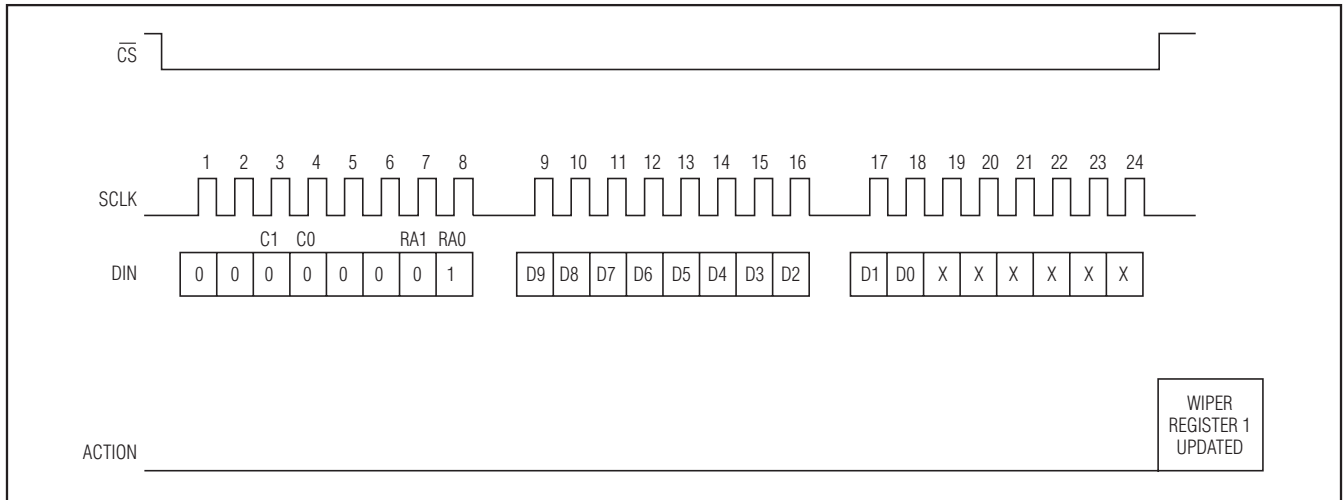 C̅S̅
1 2 3 4 5 6 7 8 9 10 11 12 13 14 15 16 17 18 19 20 21 22 23 24
SCLK
C1 C0 RA1 RA0
DIN 0 0 0 0 0 0 0 1 D9 D8 D7 D6 D5 D4 D3 D2 D1 D0 X X X X X X
WIPER
REGISTER 1
UPDATED
ACTION